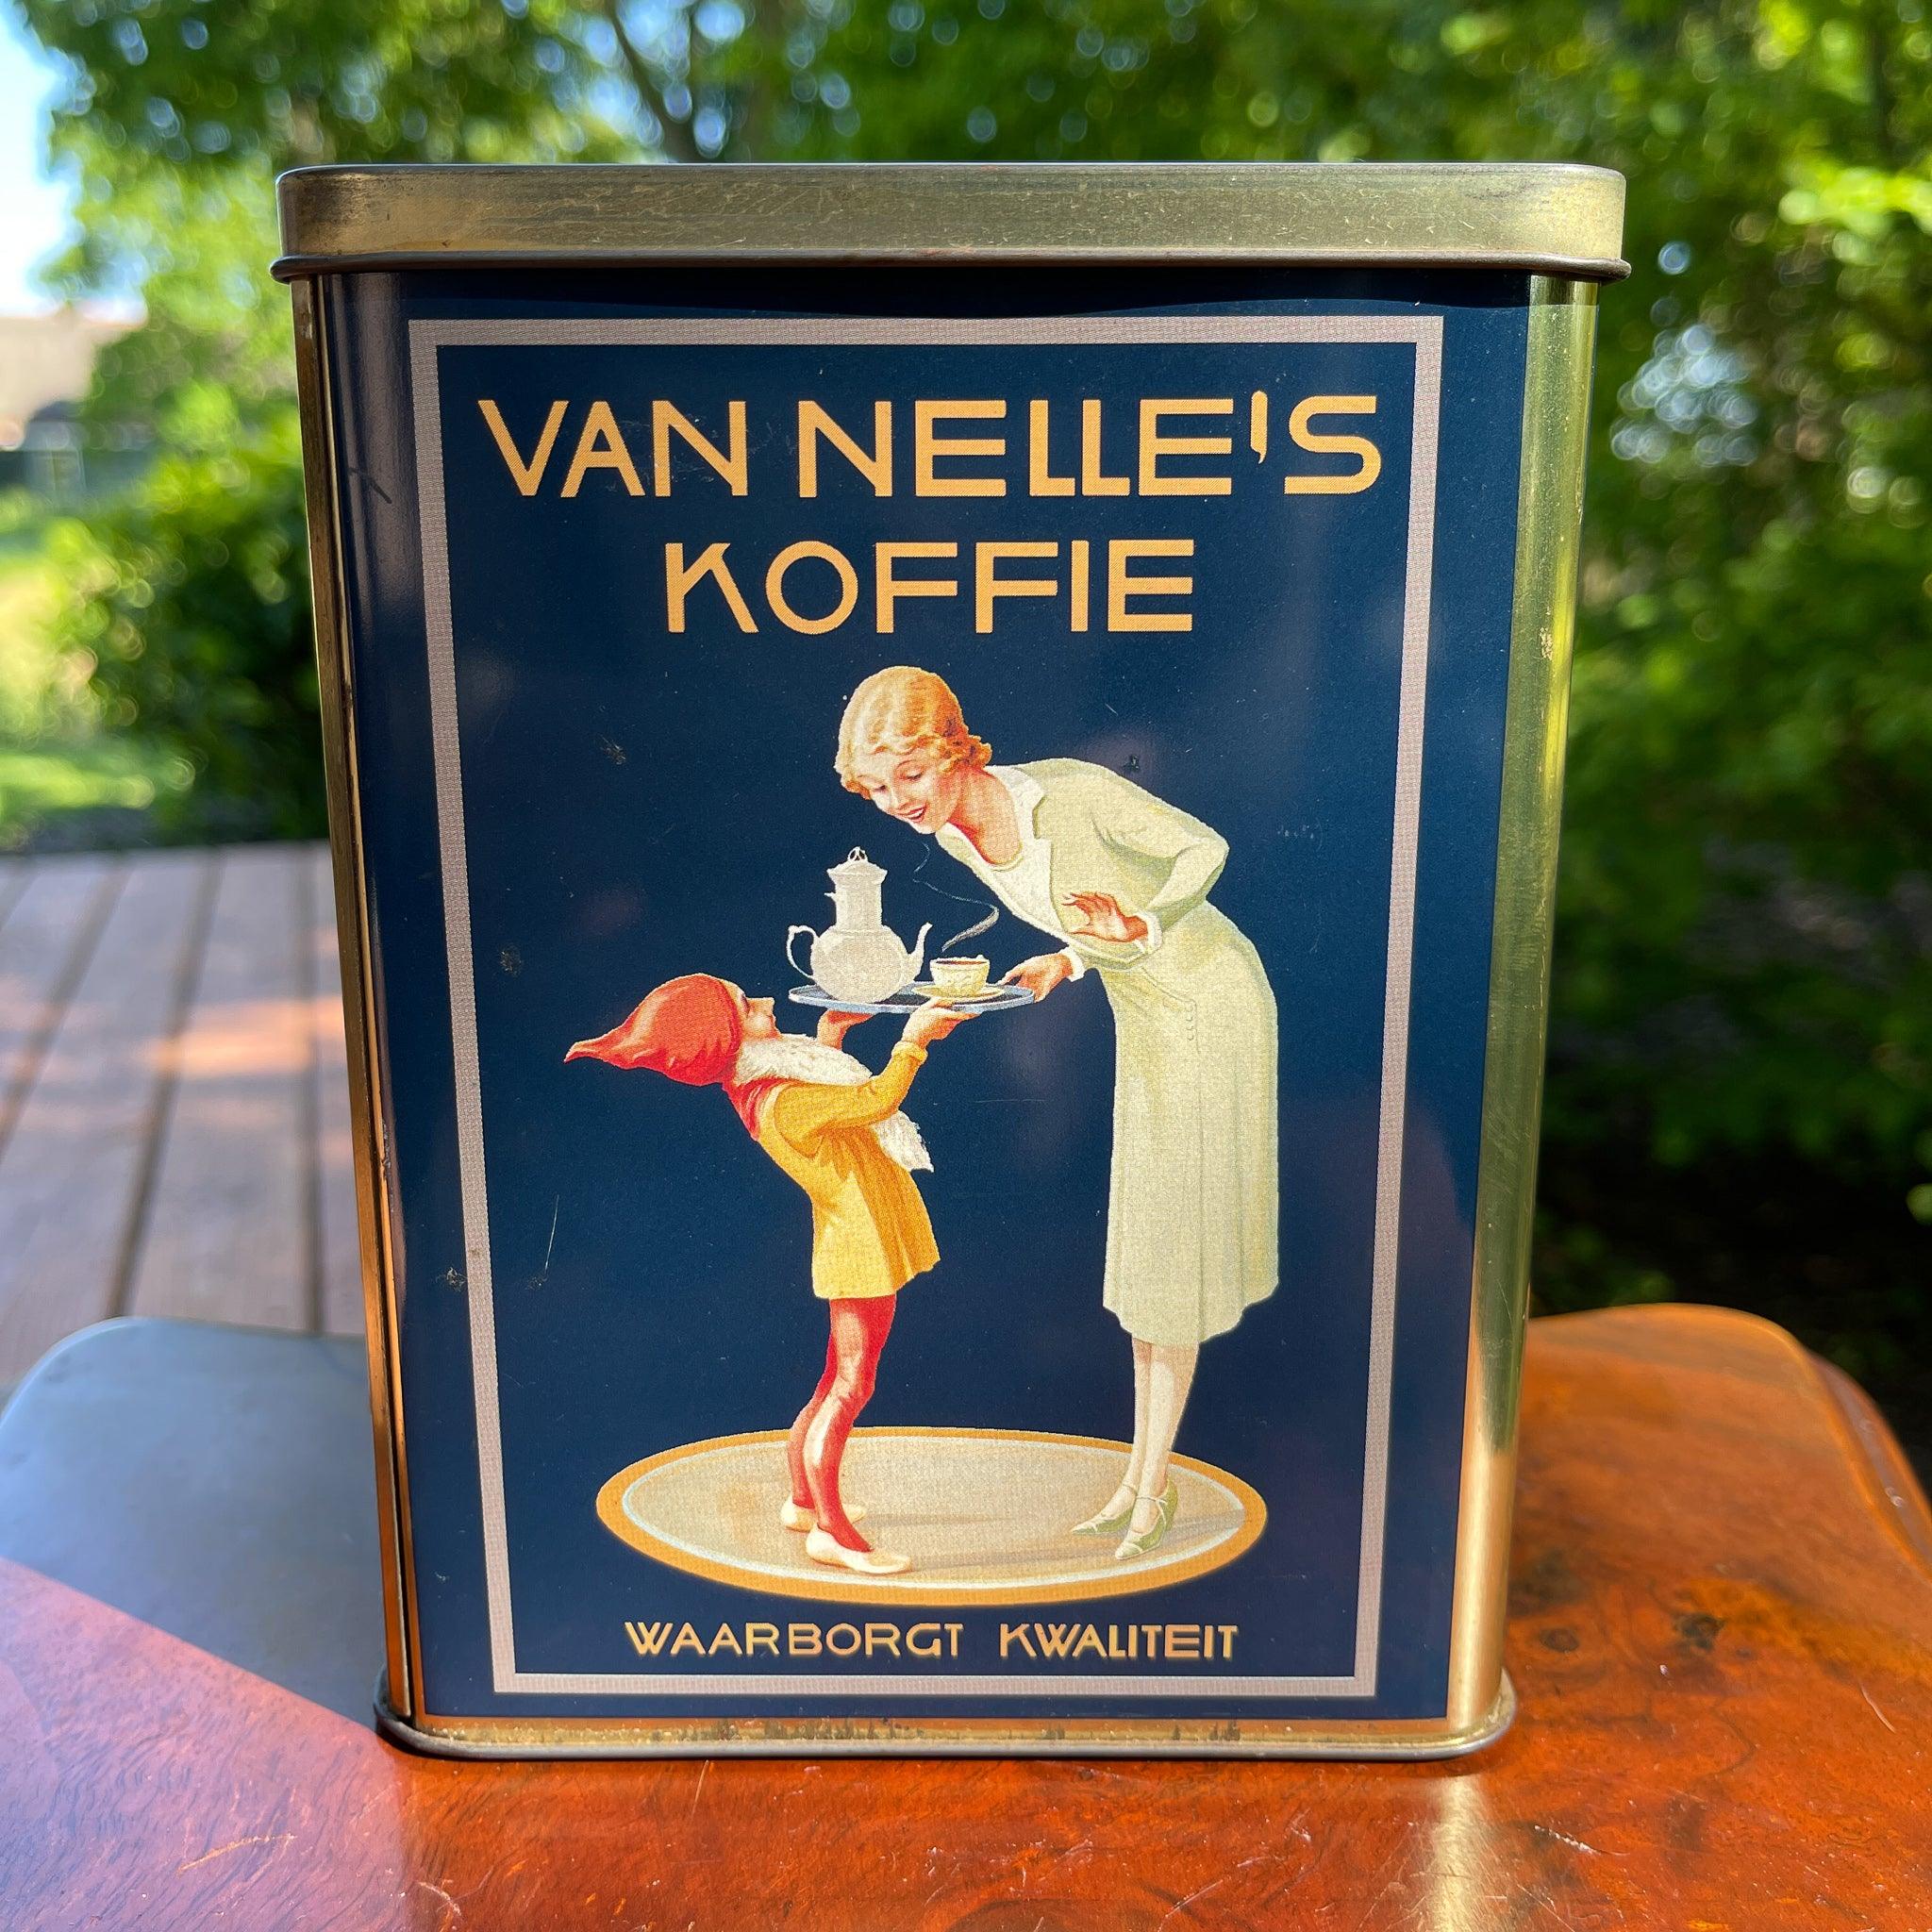 VAN NELLE'S
KOFFIE
WAARBORGT KWALITEIT